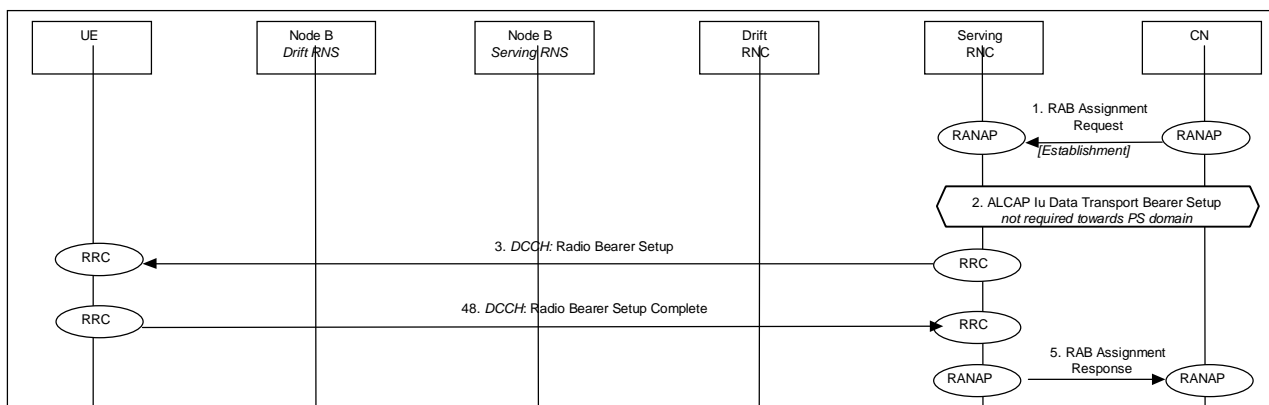 UE
Node B
Drift RNS
Node B
Serving RNS
Drift
RNC
Serving
RNC
CN
1. RAB Assignment
Request
[Establishment]
RANAP
RANAP
2. ALCAP Iu Data Transport Bearer Setup
not required towards PS domain
3. DCCH: Radio Bearer Setup
RRC
RRC
48. DCCH: Radio Bearer Setup Complete
RRC
RRC
5. RAB Assignment
Response
RANAP
RANAP